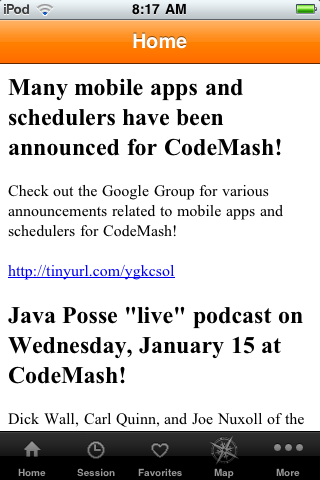 iPod 8:17 AM
Home
Many mobile apps and
schedulers have been
announced for CodeMash!
Check out the Google Group for various
announcements related to mobile apps and
schedulers for CodeMash!
http://tinyurl.com/ygkcsol
Java Posse "live" podcast on
Wednesday, January 15 at
CodeMash!
Dick Wall, Carl Quinn, and Joe Nuxoll of the
Home Session Favorites Map More